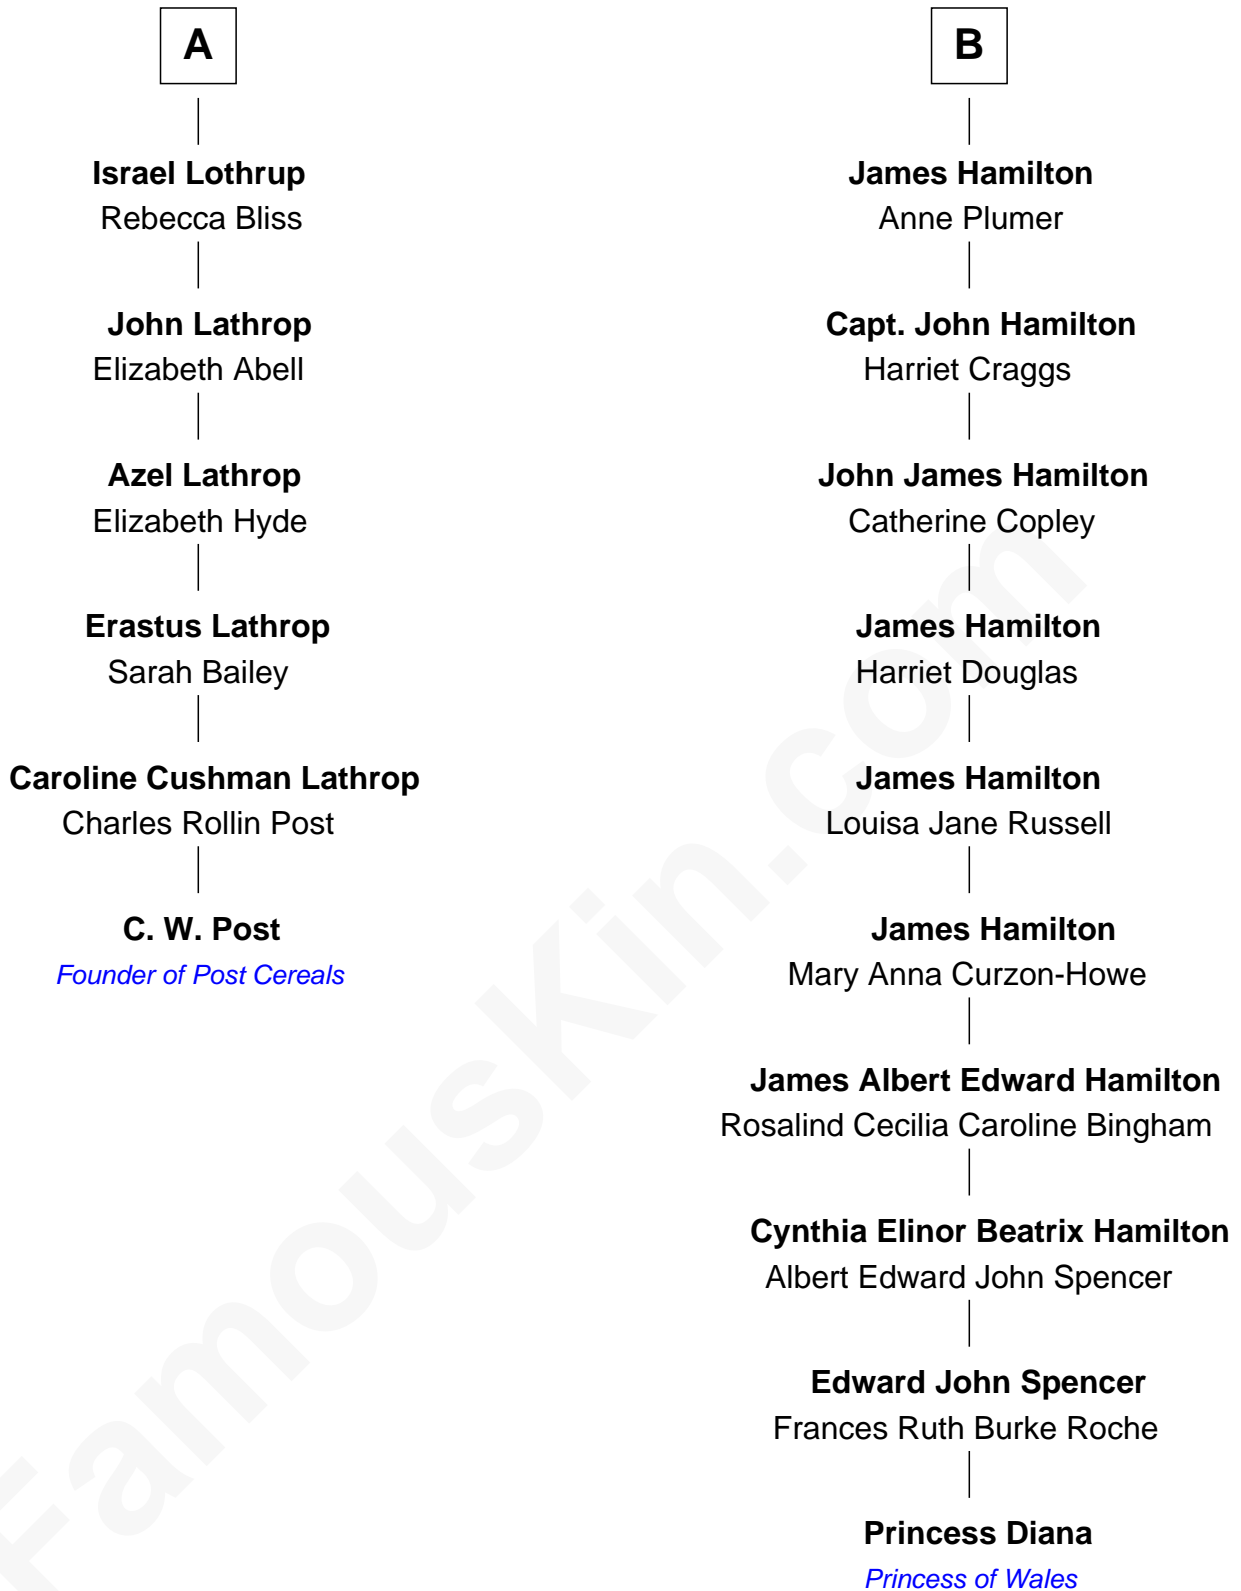 A
Israel Lothrup
Rebecca Bliss
John Lathrop
Elizabeth Abell
Azel Lathrop
Elizabeth Hyde
Erastus Lathrop
Sarah Bailey
Caroline Cushman Lathrop
Charles Rollin Post
C. W. Post
Founder of Post Cereals
B
James Hamilton
Anne Plumer
Capt. John Hamilton
Harriet Craggs
John James Hamilton
Catherine Copley
James Hamilton
Harriet Douglas
James Hamilton
Louisa Jane Russell
James Hamilton
Mary Anna Curzon-Howe
James Albert Edward Hamilton
Rosalind Cecilia Caroline Bingham
Cynthia Elinor Beatrix Hamilton
Albert Edward John Spencer
Edward John Spencer
Frances Ruth Burke Roche
Princess Diana
Princess of Wales
FamousKin.com